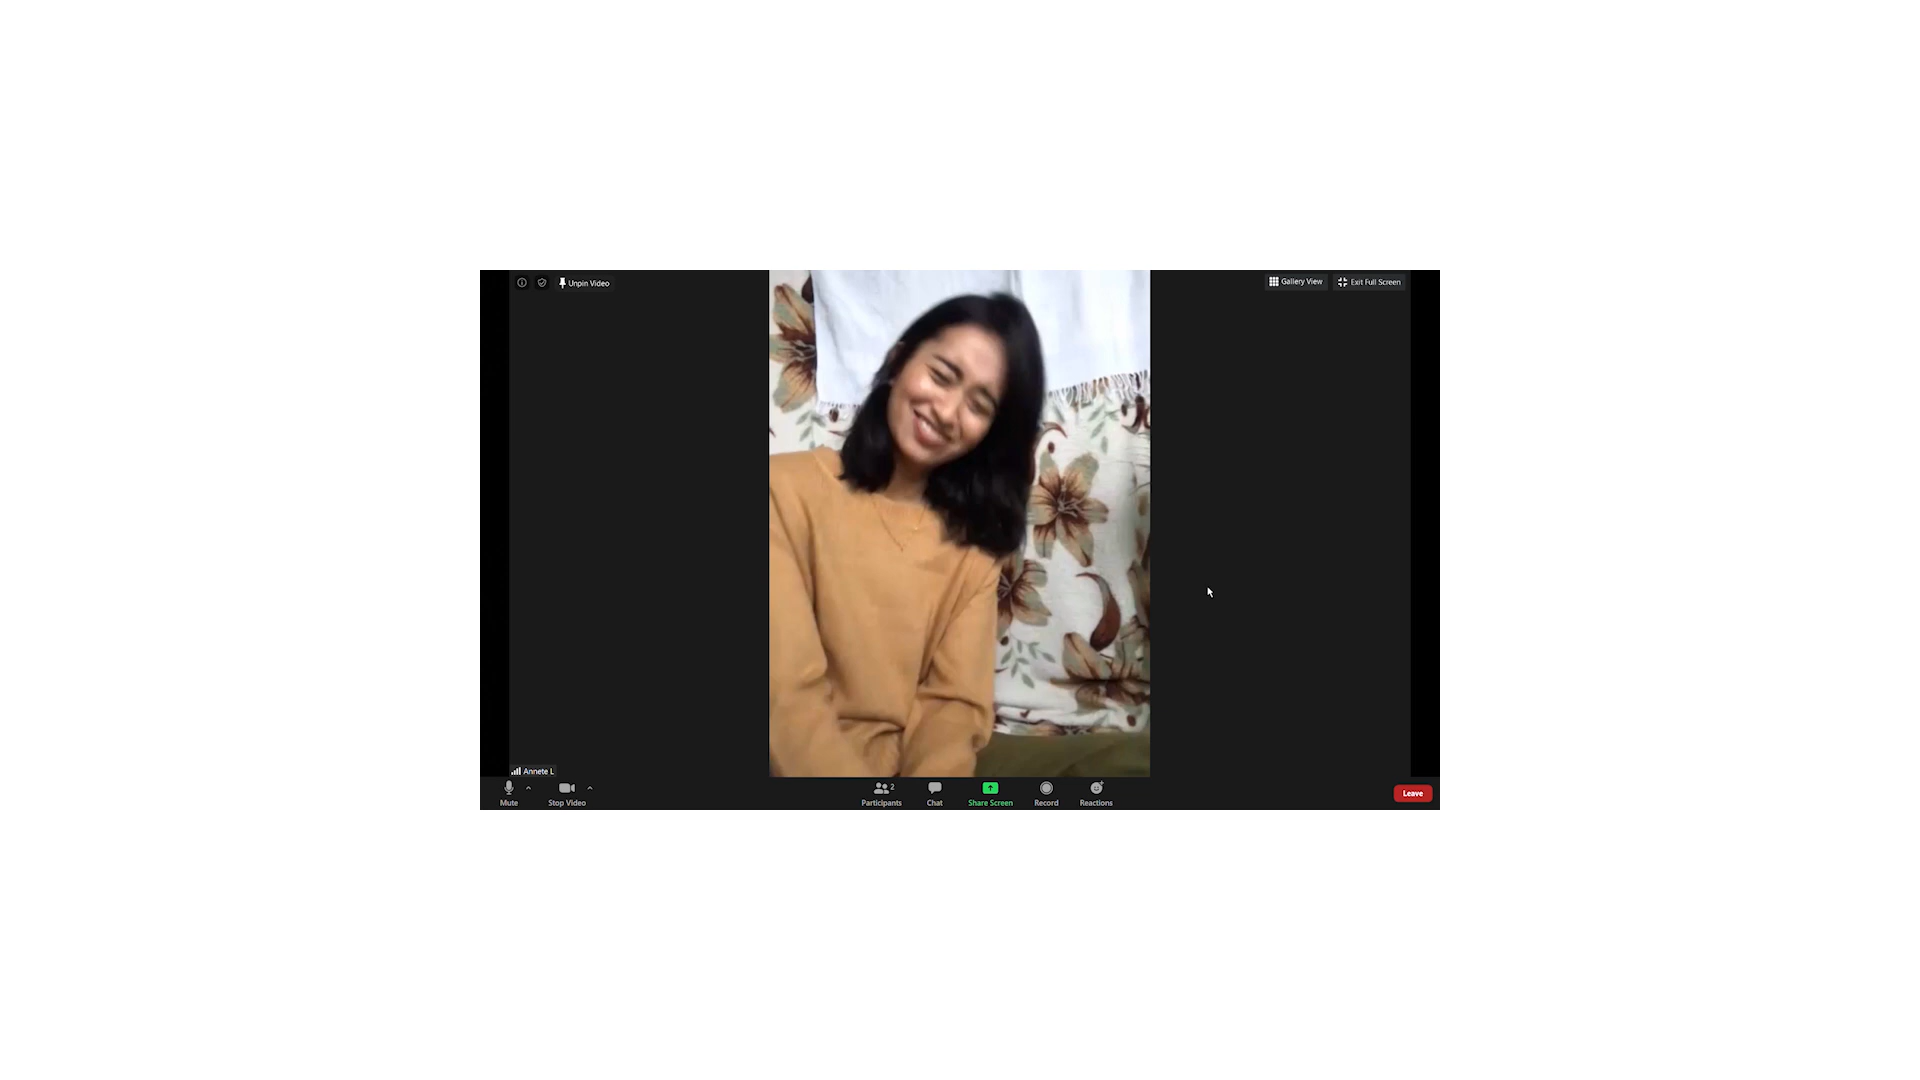 Unpin Video
Gallery View
Exit Full Screen
Annete L
Mute
Stop Video
Participants
2
Chat
Share Screen
Record
Reactions
Leave